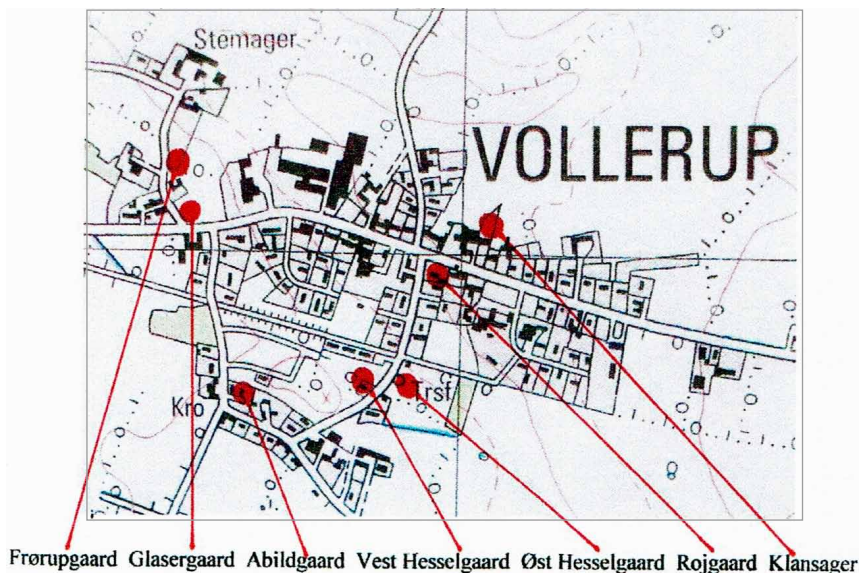 Stemager
VOLLERUP
Kro
Trsf
Frørupgaard Glasergaard Abildgaard Vest Hesselgaard Øst Hesselgaard Rojgaard Klansager